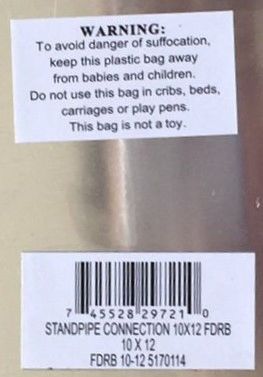 WARNING:
To avoid danger of suffocation,
keep this plastic bag away
from babies and children.
Do not use this bag in cribs, beds,
carriages or play pens.
This bag is not a toy.
7 45528 29721 0
STANDPIPE CONNECTION 10X12 FDRB
10 X 12
FDRB 10-12 5170114